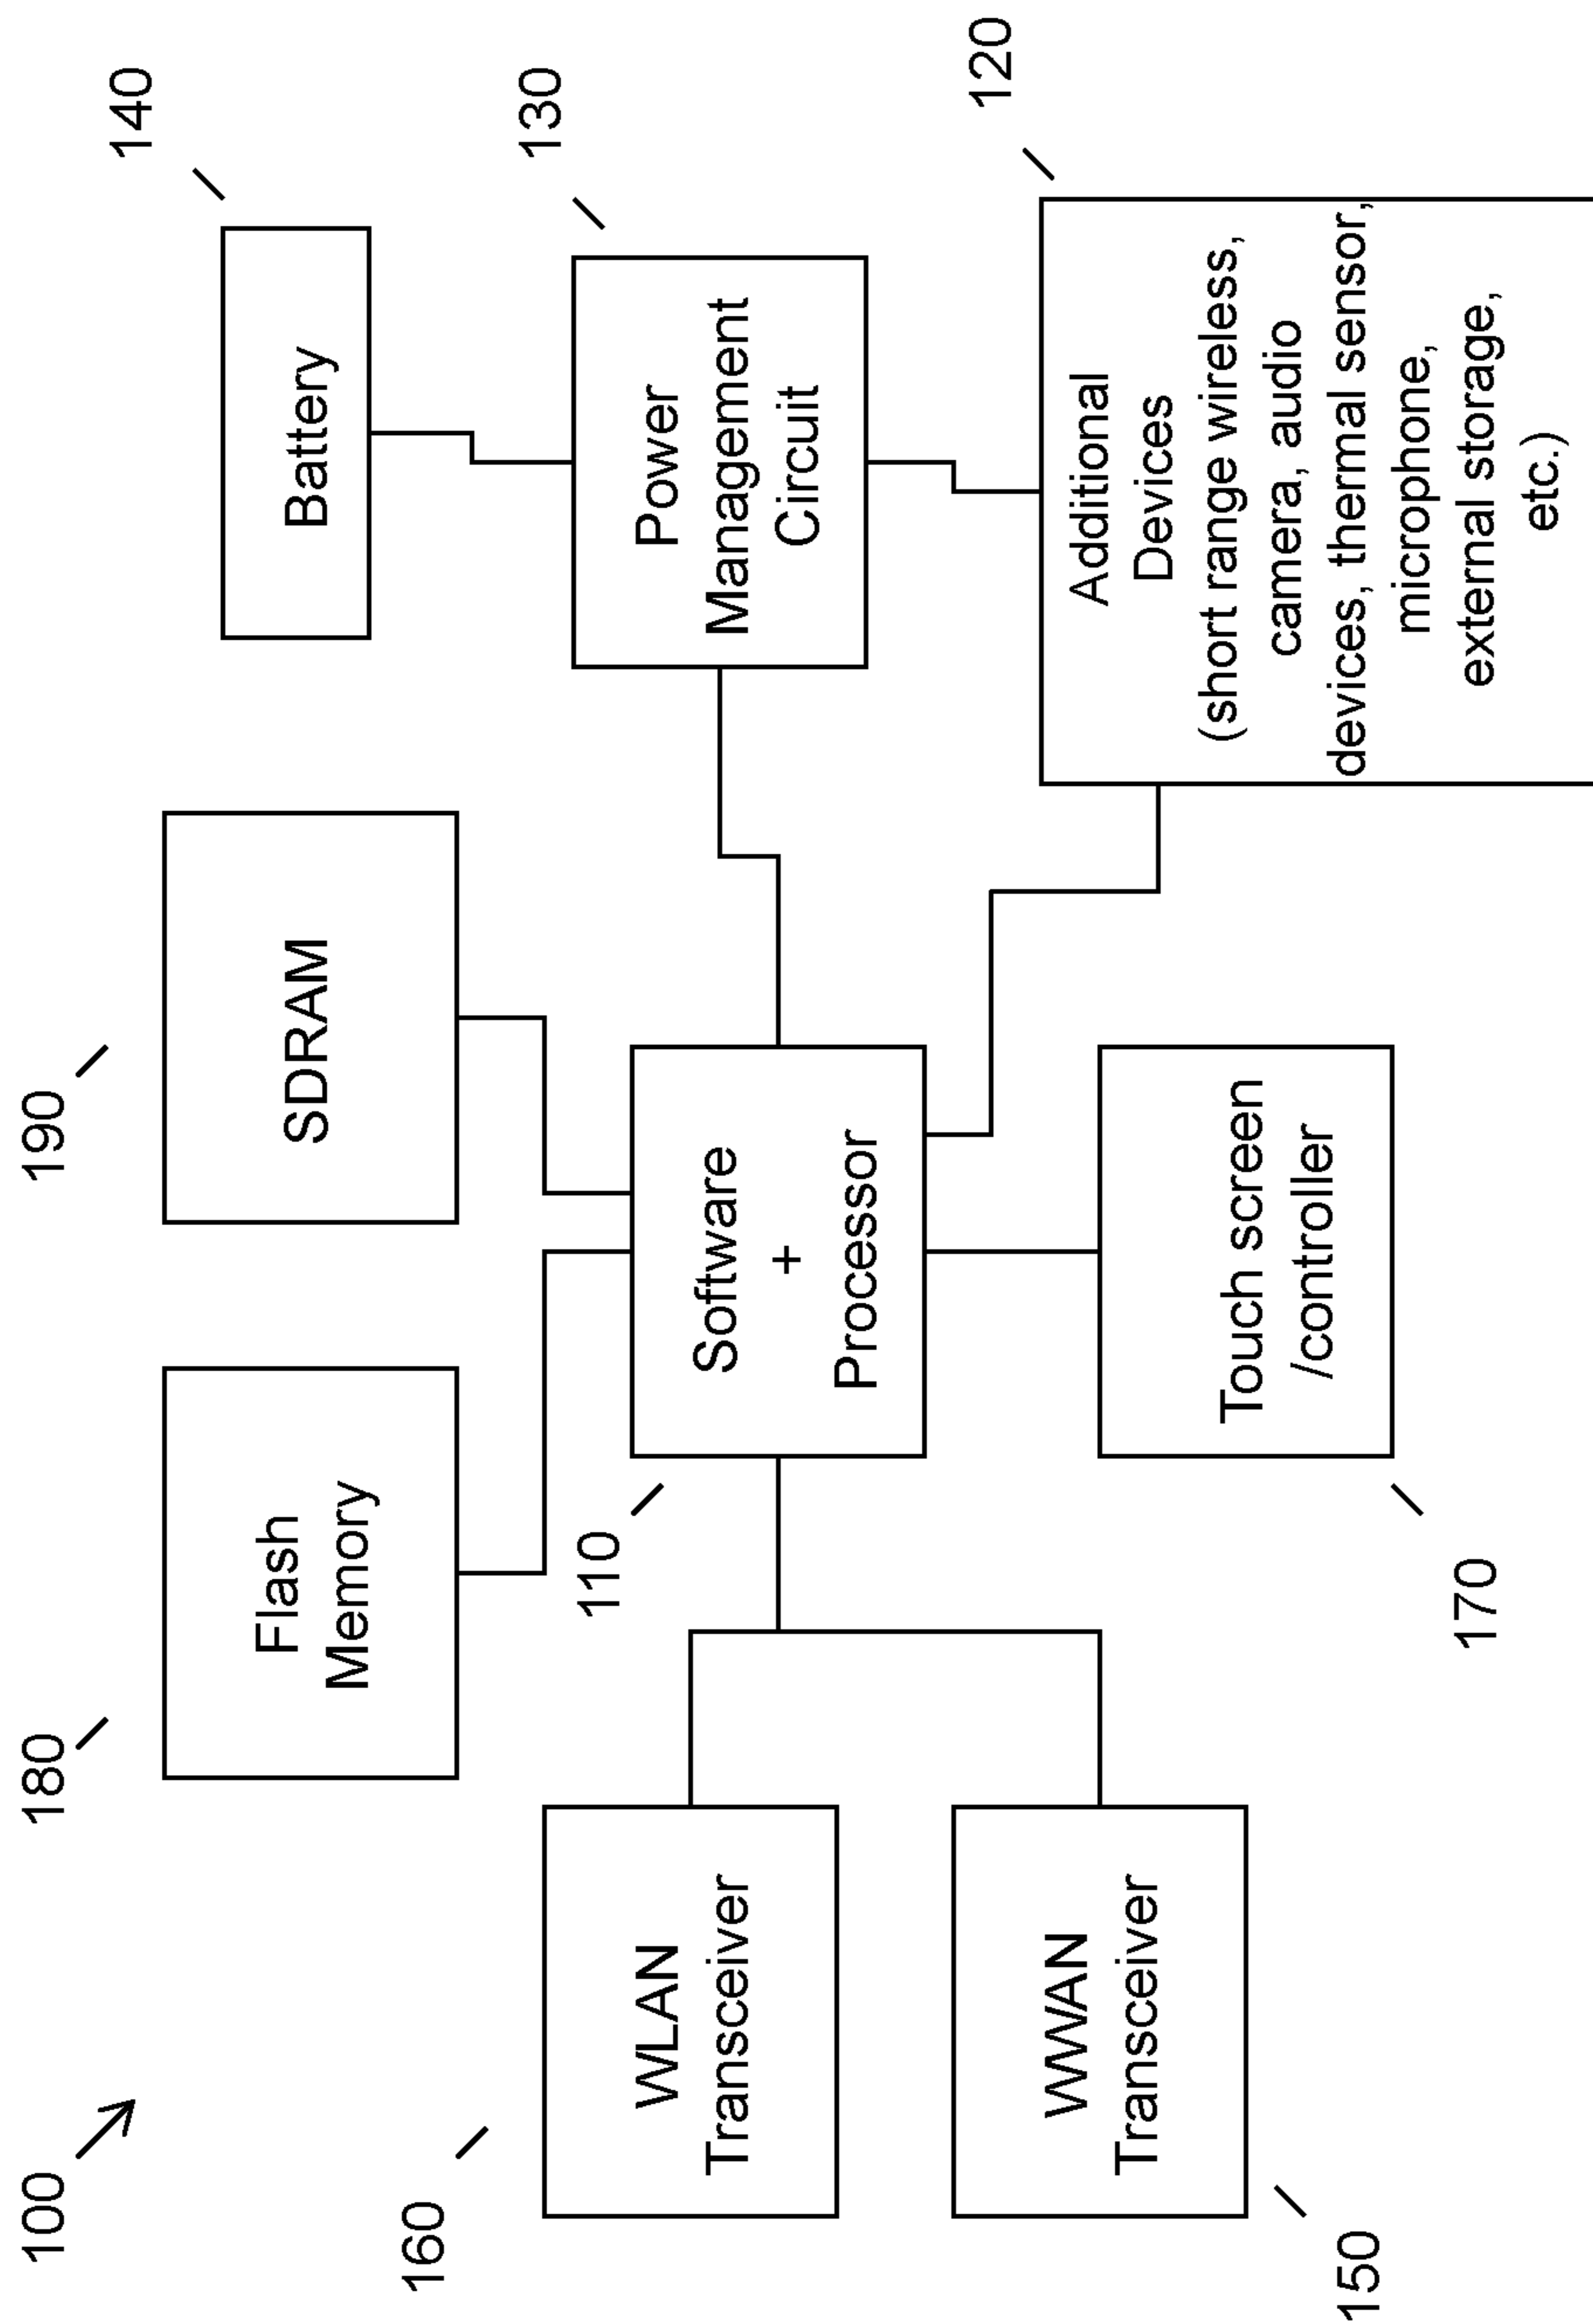 100
180
Flash
Memory
190
SDRAM
140
Battery
160
WLAN
Transceiver
110
Software
+
Processor
130
Power
Management
Circuit
150
WWAN
Transceiver
170
Touch screen
/controller
120
Additional
Devices
(short range wireless,
camera, audio
devices, thermal sensor,
microphone,
external storage,
etc.)